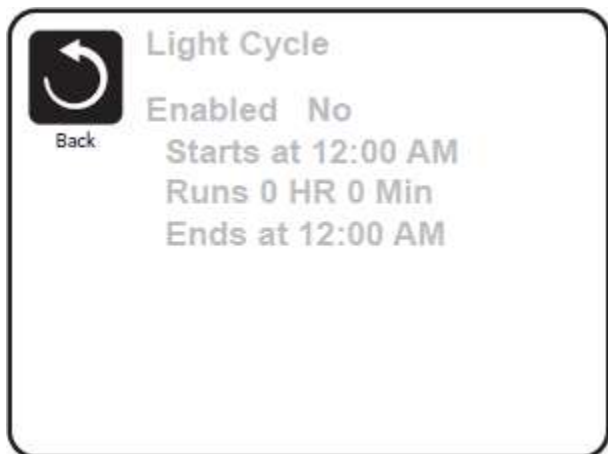 Light Cycle
Back
Enabled No
Starts at 12:00 AM
Runs 0 HR 0 Min
Ends at 12:00 AM